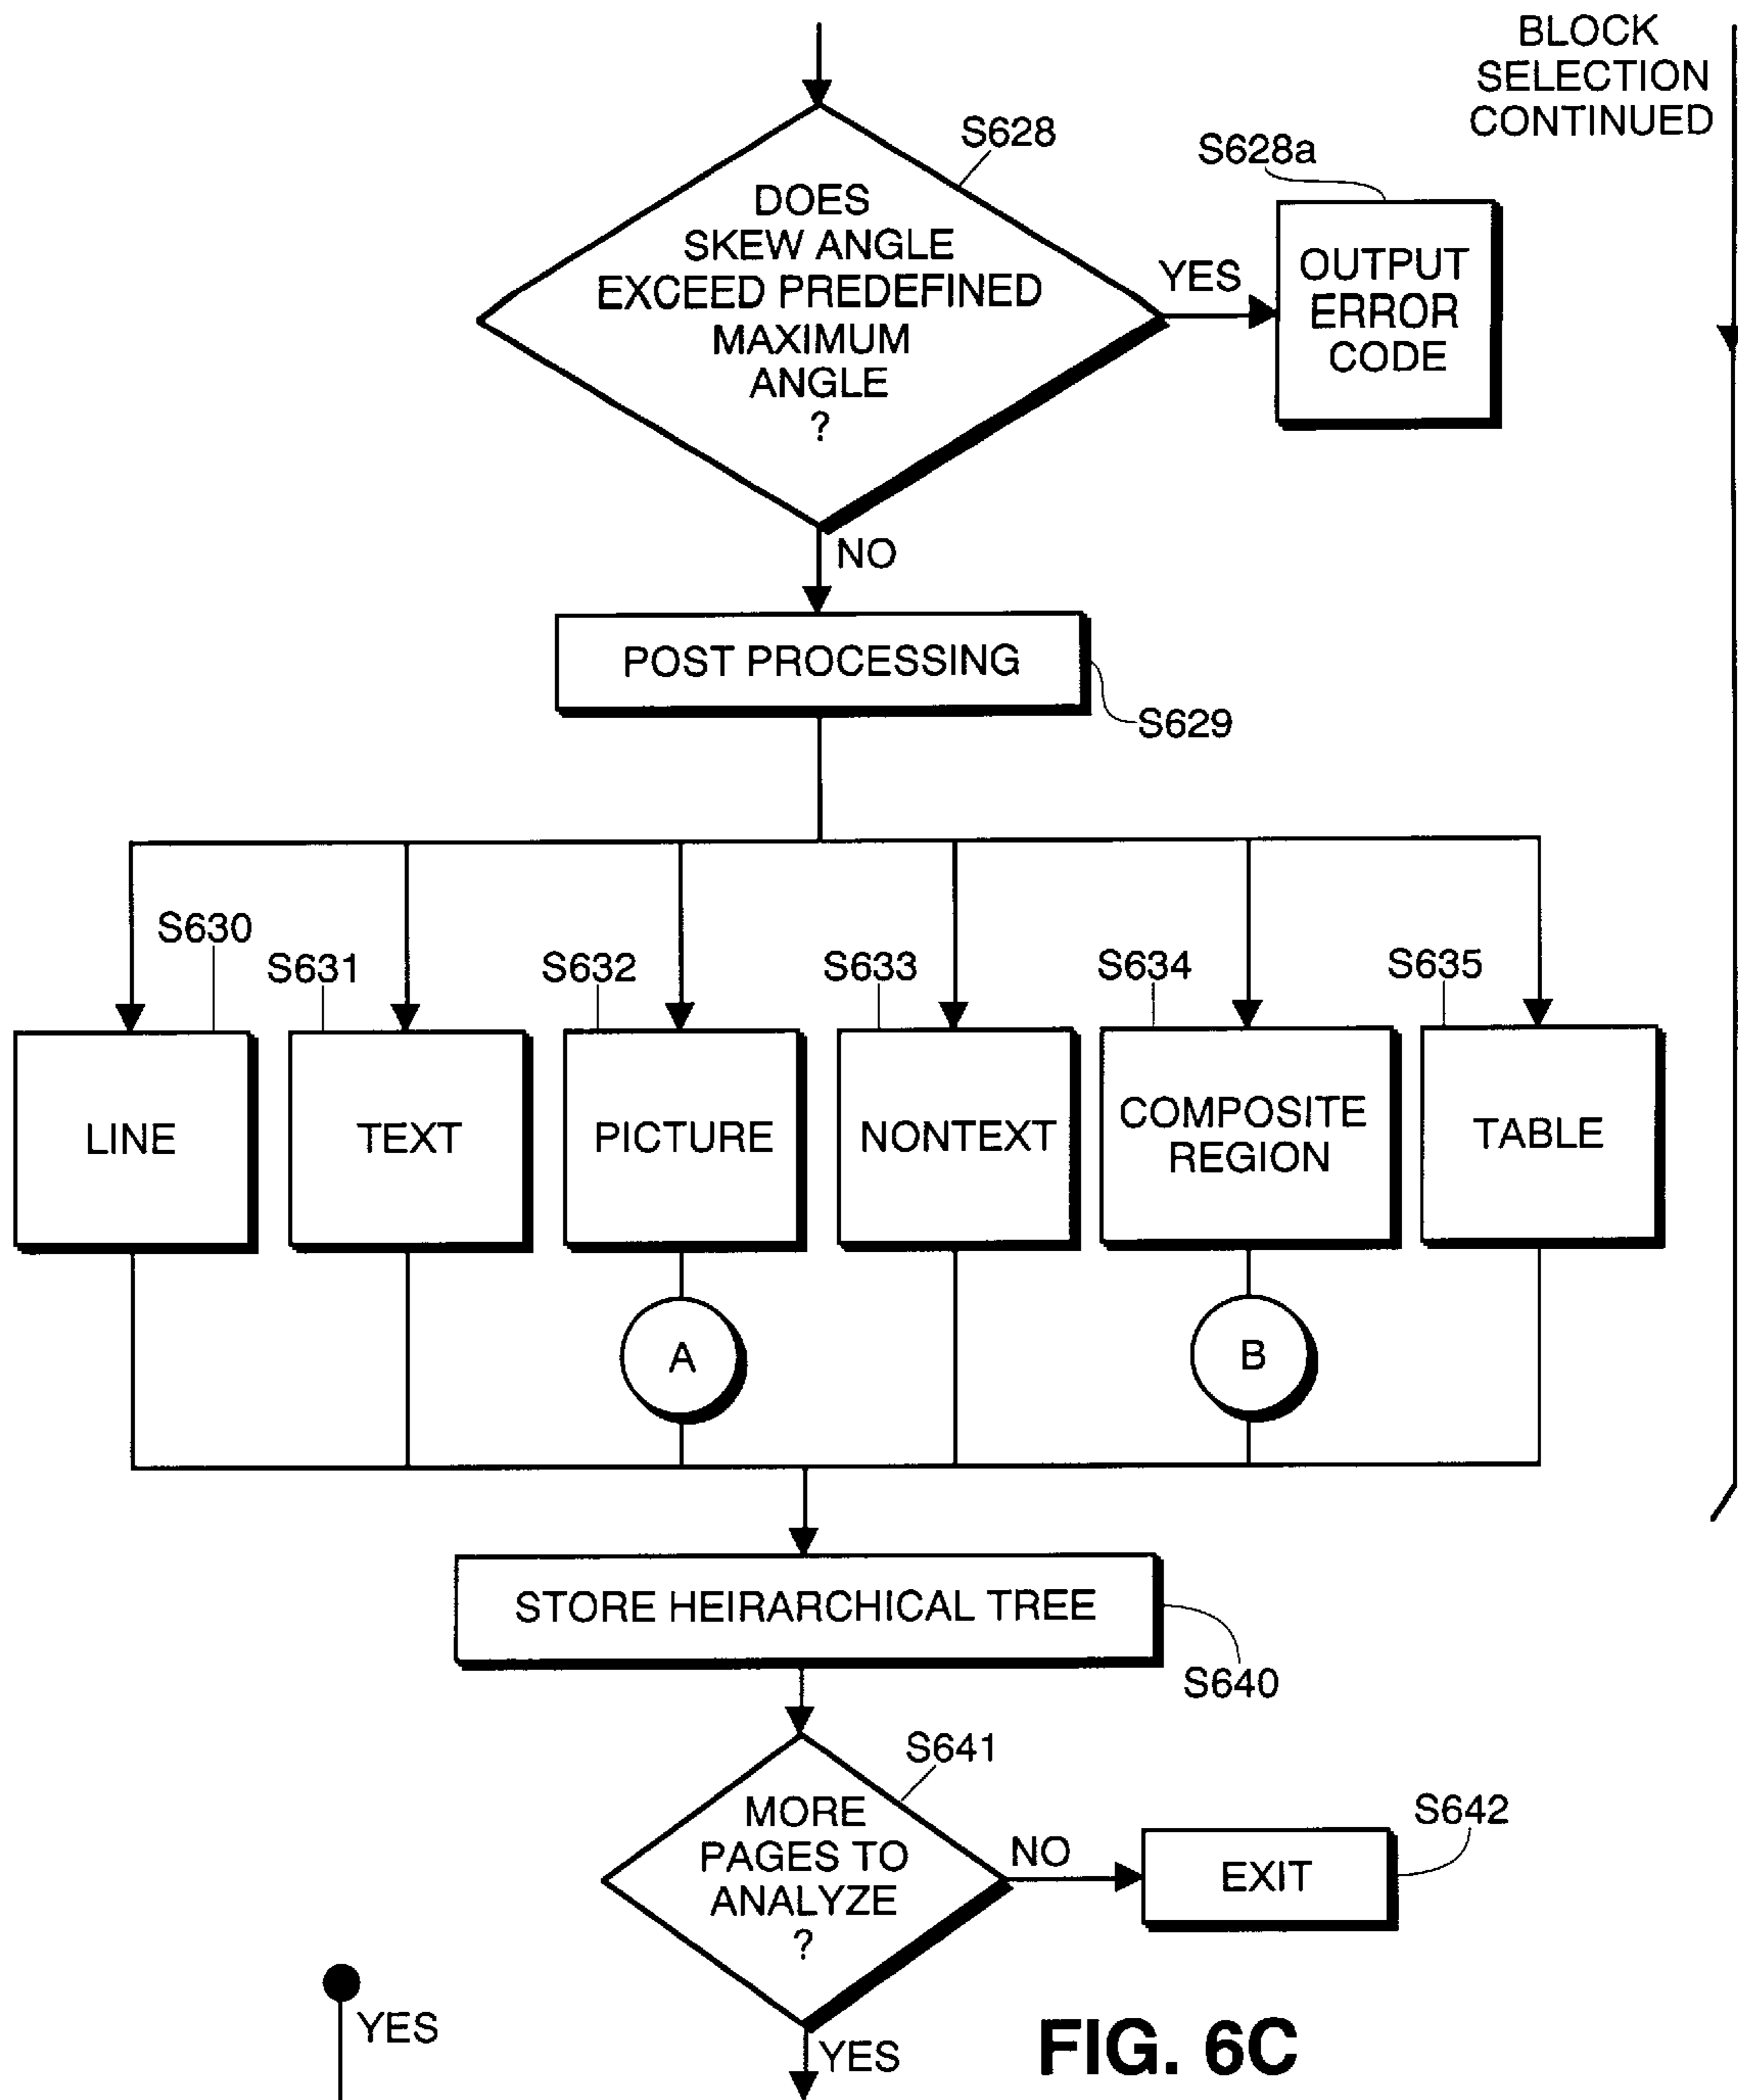 BLOCK
SELECTION
CONTINUED
S628
S628a
DOES
SKEW ANGLE
EXCEED PREDEFINED
MAXIMUM
ANGLE
?
YES
OUTPUT
ERROR
CODE
NO
POST PROCESSING
S629
S630
S631
S632
S633
S634
S635
LINE
TEXT
PICTURE
NONTEXT
COMPOSITE
REGION
TABLE
A
B
STORE HEIRARCHICAL TREE
S640
S641
MORE
PAGES TO
ANALYZE
?
NO
S642
EXIT
YES
YES
FIG. 6C